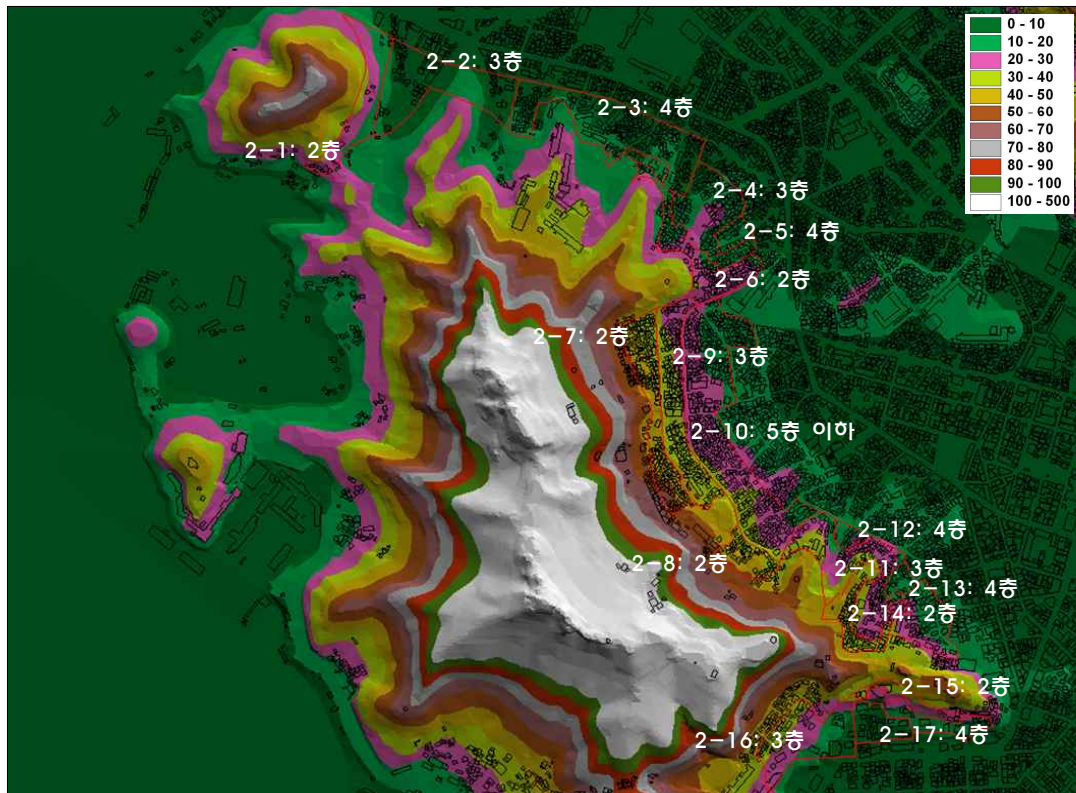 0 - 10
10 - 20
20 - 30
30 - 40
40 - 50
50 - 60
60 - 70
70 - 80
80 - 90
90 - 100
100 - 500
2-2: 3층
2-3: 4층
2-1: 2층
2-4: 3층
2-5: 4층
2-6: 2층
2-7: 2층
2-9: 3층
2-10: 5층 이하
2-12: 4층
2-8: 2층
2-11: 3층
2-13: 4층
2-14: 2층
2-15: 2층
2-16: 3층
2-17: 4층